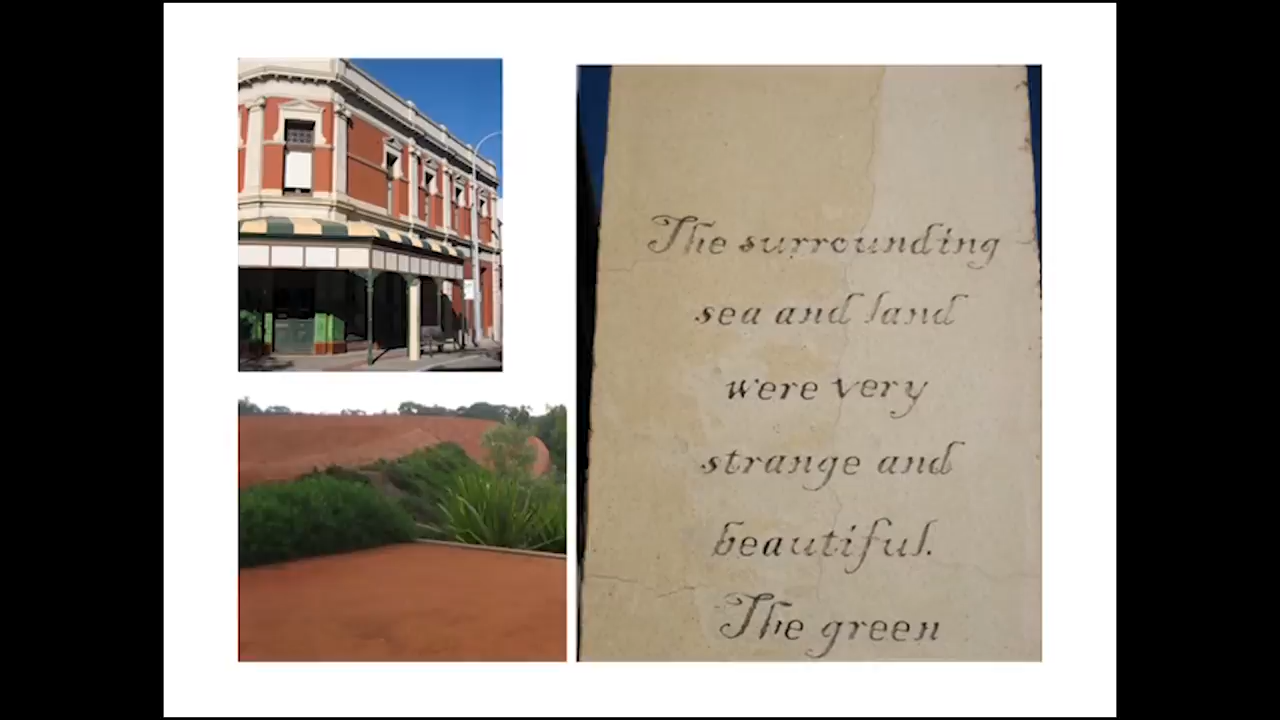 The surrounding
sea and land
were very
strange and
beautiful.
The green